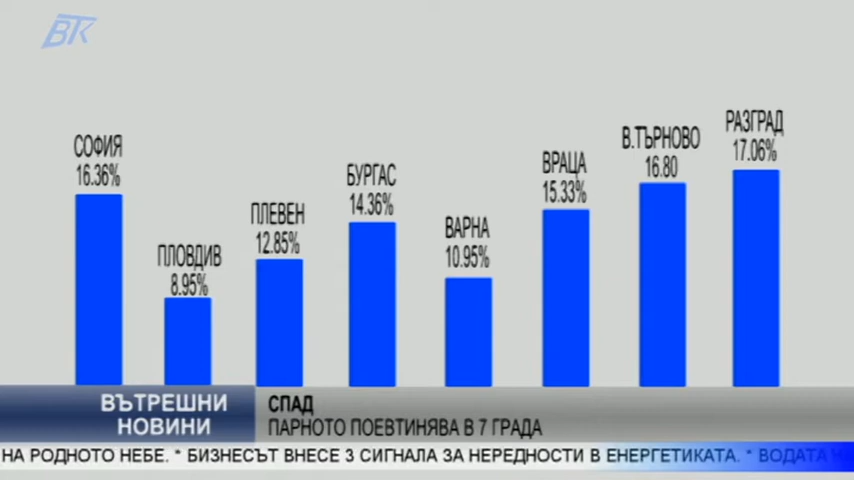 ВТК
СОФИЯ
16.36%
ПЛОВДИВ
8.95%
ПЛЕВЕН
12.85%
БУРГАС
14.36%
ВАРНА
10.95%
ВРАЦА
15.33%
В.ТЪРНОВО
16.80
РАЗГРАД
17.06%
ВЪТРЕШНИ
НОВИНИ
СПАД
ПАРНОТО ПОЕВТИНЯВА В 7 ГРАДА
НА РОДНОТО НЕБЕ. * БИЗНЕСЪТ ВНЕСЕ 3 СИГНАЛА ЗА НЕРЕДНОСТИ В ЕНЕРГЕТИКАТА. * ВОДАТА